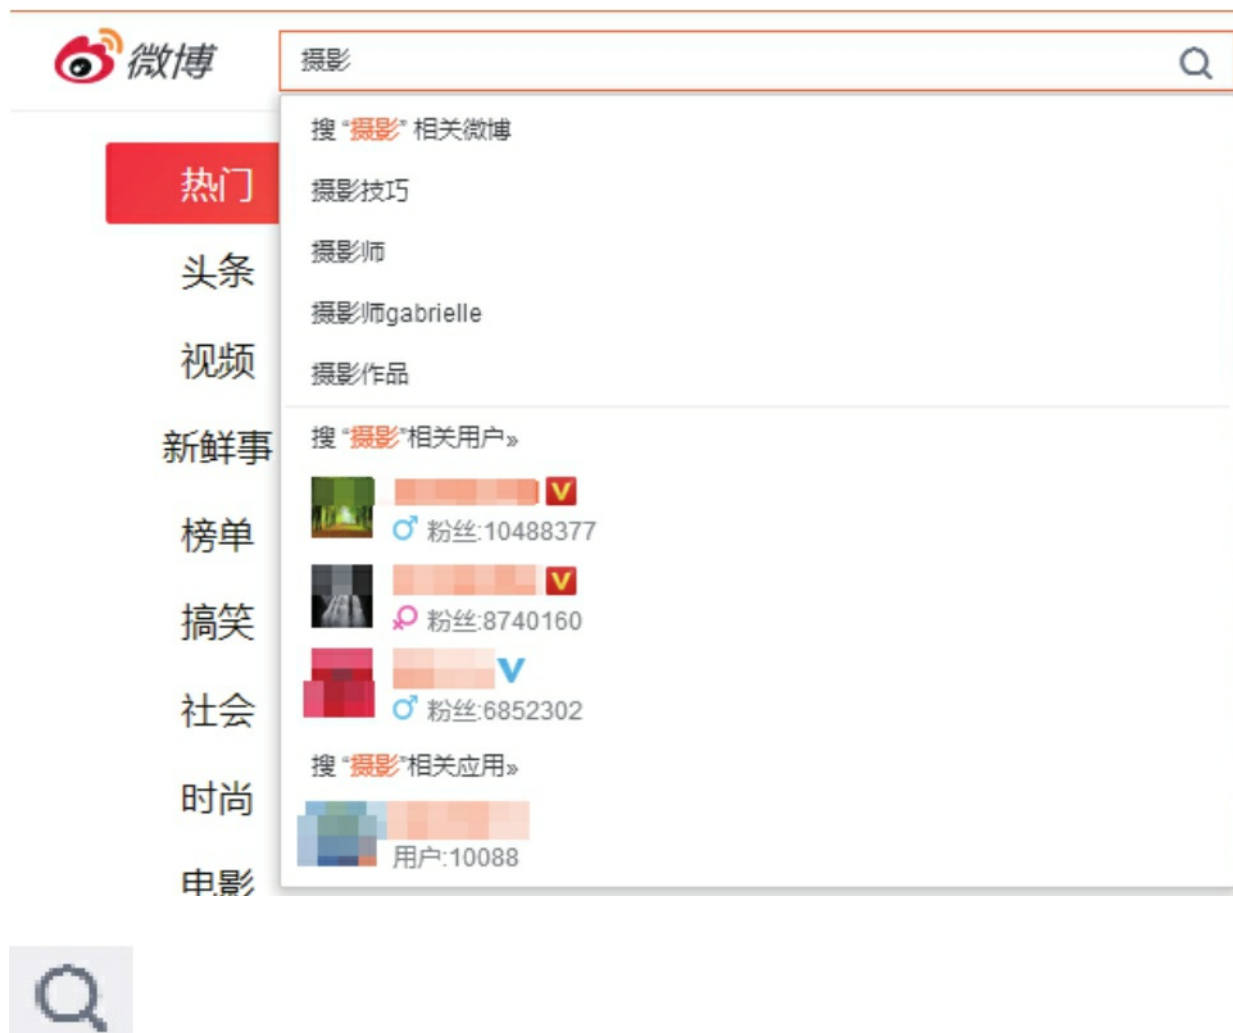 微博
摄影
搜“摄影” 相关微博
热门
摄影技巧
摄影师
头条
摄影师gabrielle
视频
摄影作品
搜“摄影”相关用户»
新鲜事
V
粉丝:10488377
榜单
V
粉丝:8740160
搞笑
V
粉丝:6852302
社会
搜“摄影”相关应用»
时尚
用户:10088
电影